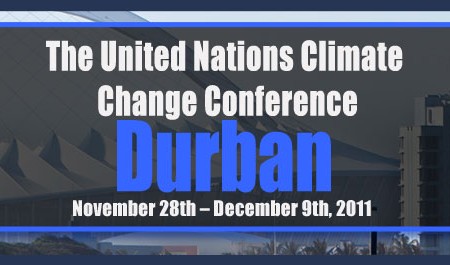 The United Nations Climate
Change Conference
Durban
November 28th – December 9th, 2011